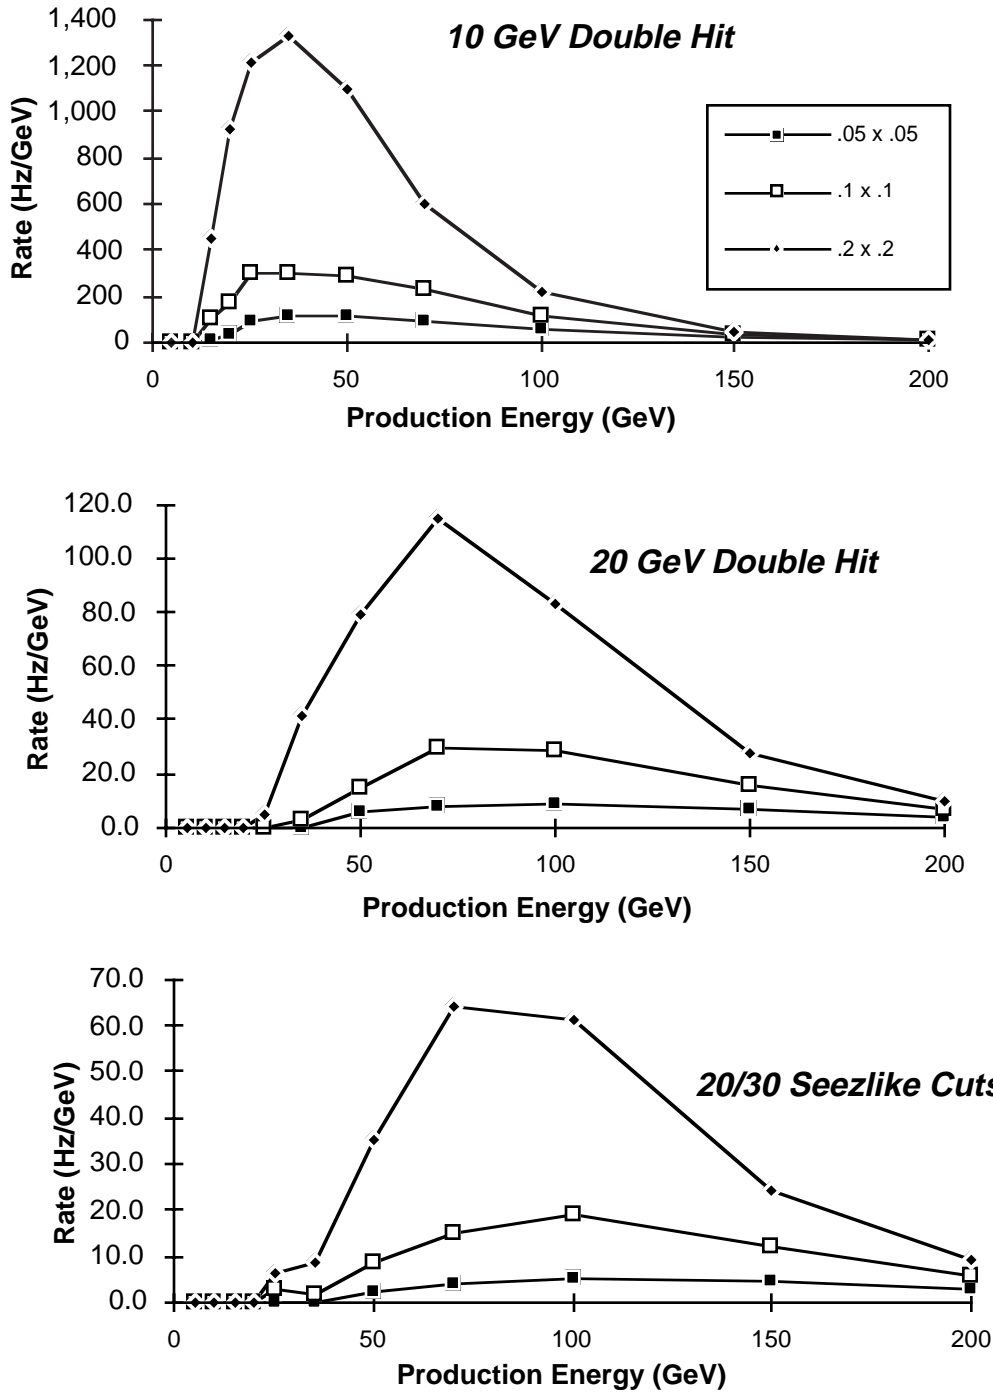 10 GeV Double Hit
1,400
1,200
1,000
800
600
400
200
0
Rate (Hz/GeV)
.05 x .05
.1 x .1
.2 x .2
0 50 100 150 200
Production Energy (GeV)
20 GeV Double Hit
120.0
100.0
80.0
60.0
40.0
20.0
0.0
Rate (Hz/GeV)
0 50 100 150 200
Production Energy (GeV)
20/30 Seezlike Cuts
70.0
60.0
50.0
40.0
30.0
20.0
10.0
0.0
Rate (Hz/GeV)
0 50 100 150 200
Production Energy (GeV)